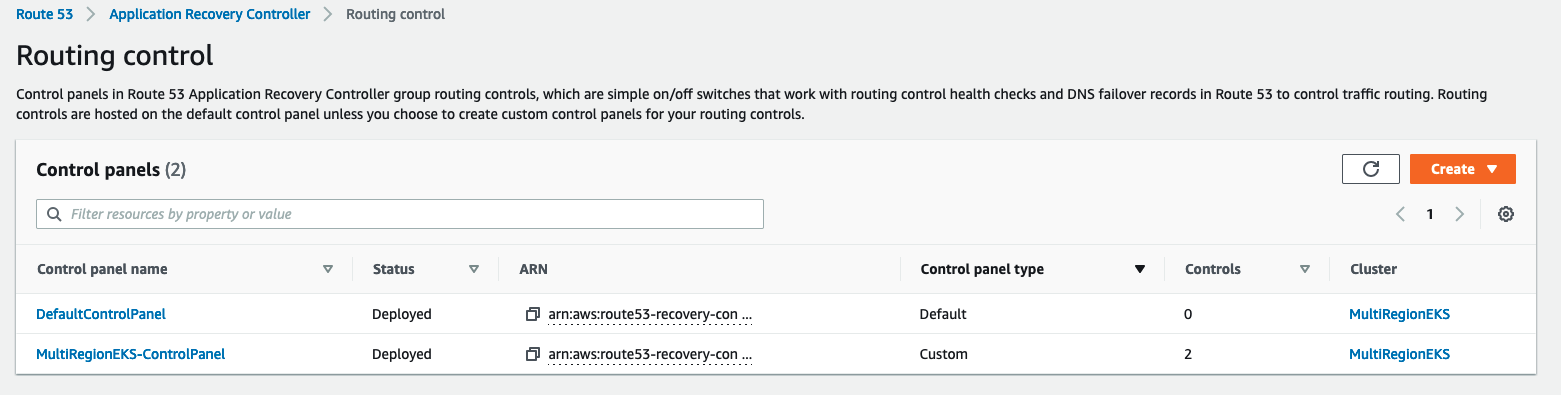 Route 53 > Application Recovery Controller > Routing control
Routing control
Control panels in Route 53 Application Recovery Controller group routing controls, which are simple on/off switches that work with routing control health checks and DNS failover records in Route 53 to control traffic routing. Routing
controls are hosted on the default control panel unless you choose to create custom control panels for your routing controls.
Control panels (2)
Create
Filter resources by property or value
1
Control panel name Status ARN Control panel type Controls Cluster
DefaultControlPanel Deployed arn:aws:route53-recovery-con ... Default 0 MultiRegionEKS
MultiRegionEKS-ControlPanel Deployed arn:aws:route53-recovery-con ... Custom 2 MultiRegionEKS